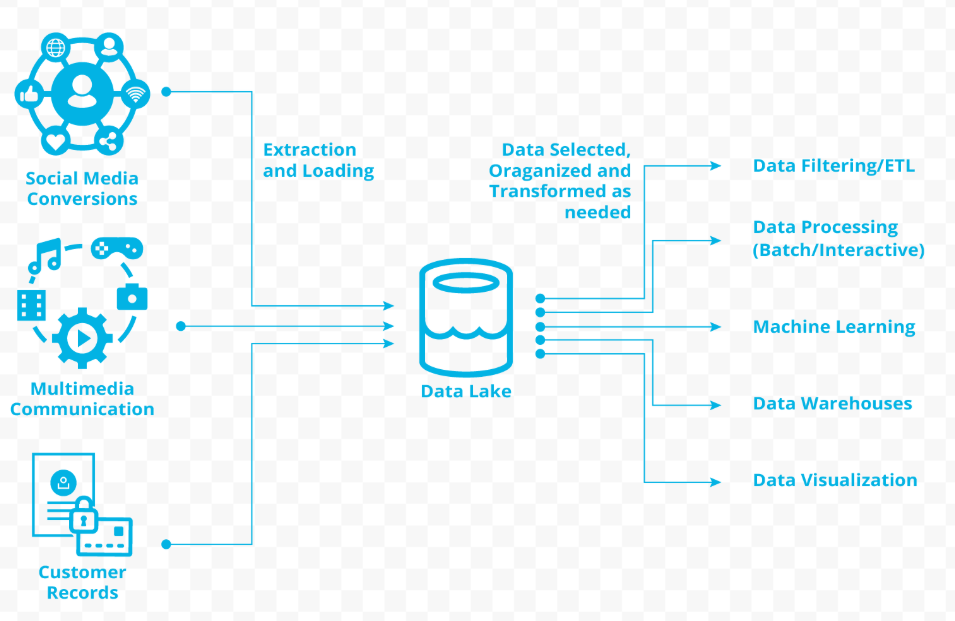 Social Media
Conversions
Extraction
and Loading
Multimedia
Communication
Customer
Records
Data Lake
Data Selected,
Oraganized and
Transformed as
needed
Data Filtering/ETL
Data Processing
(Batch/Interactive)
Machine Learning
Data Warehouses
Data Visualization